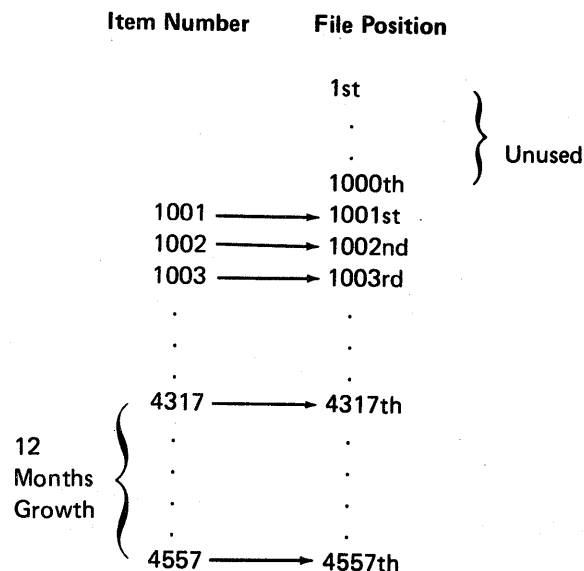 Item Number File Position
1st
.
. Unused
1000th
1001 1001st
1002 1002nd
1003 1003rd
. .
. .
. .
4317 4317th
12 . .
Months . .
Growth . .
. .
4557 4557th